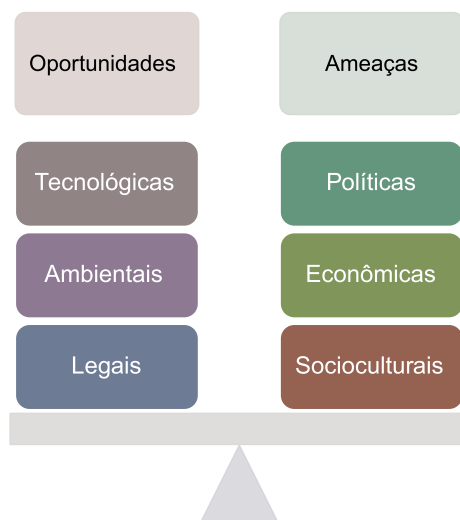 Oportunidades
Ameaças
Tecnológicas
Políticas
Ambientais
Econômicas
Legais
Socioculturais